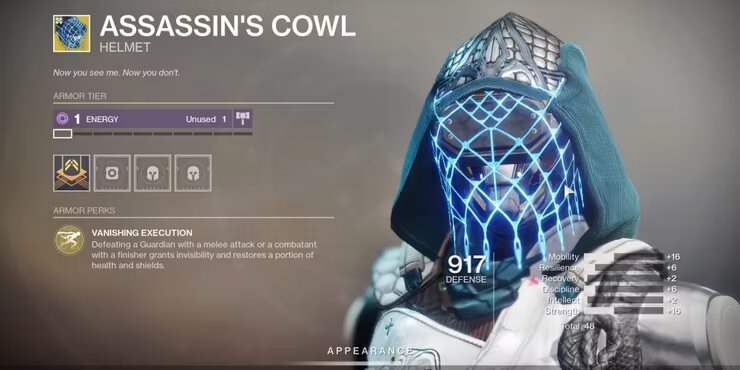 ASSASSIN'S COWL
HELMET
Now you see me. Now you don't.
ARMOR TIER
1 ENERGY Unused 1
ARMOR PERKS
VANISHING EXECUTION
Defeating a Guardian with a melee attack or a combatant
with a finisher grants invisibility and restores a portion of
health and shields.
917
DEFENSE
Mobility +16
Resilience +6
Recovery +2
Discipline +6
Intellect +2
Strength +16
Total 48
APPEARANCE